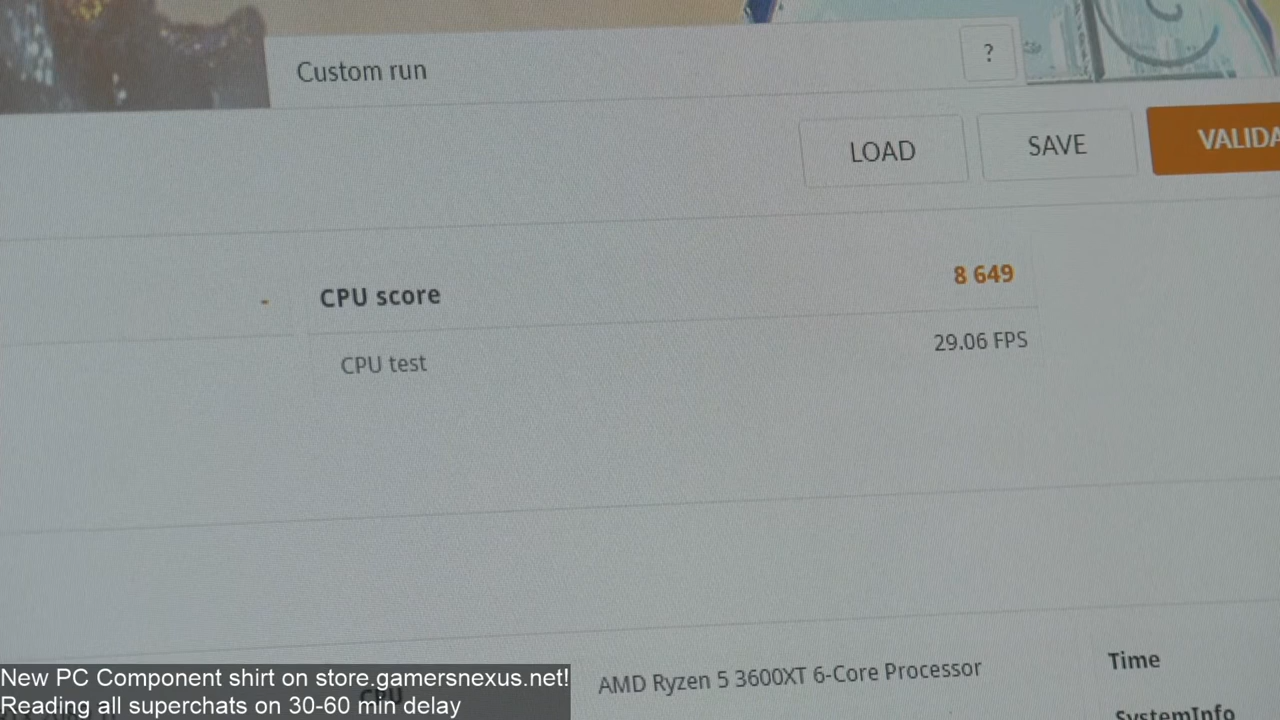 Custom run
?
LOAD
SAVE
VALIDA
-
CPU score
8 649
CPU test
29.06 FPS
CPU
AMD Ryzen 5 3600XT 6-Core Processor
Time
SystemInfo
New PC Component shirt on store.gamersnexus.net!
Reading all superchats on 30-60 min delay